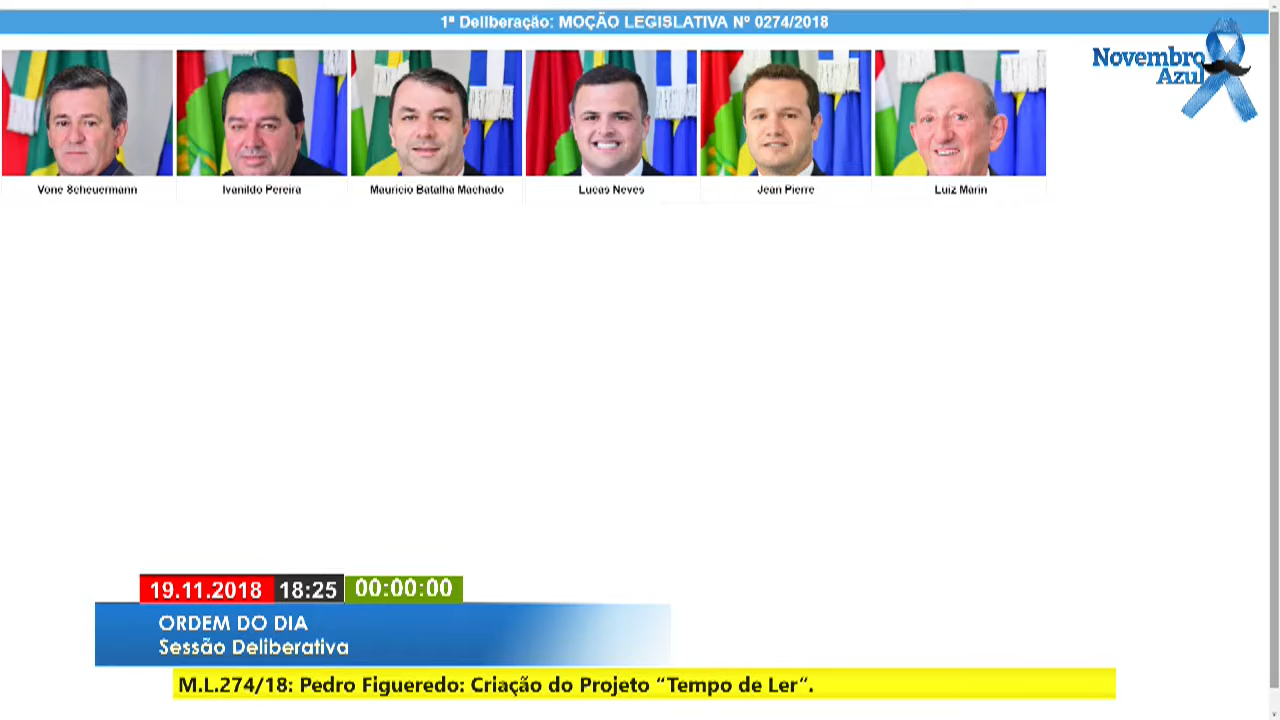 1ª Deliberação: MOÇÃO LEGISLATIVA Nº 0274/2018
Novembro
Azul
Vone Scheuermann
Ivanildo Pereira
Mauricio Batalha Machado
Lucas Neves
Jean Pierre
Luiz Marin
19.11.2018 18:25 00:00:00
ORDEM DO DIA
Sessão Deliberativa
M.L.274/18: Pedro Figueredo: Criação do Projeto “Tempo de Ler“.